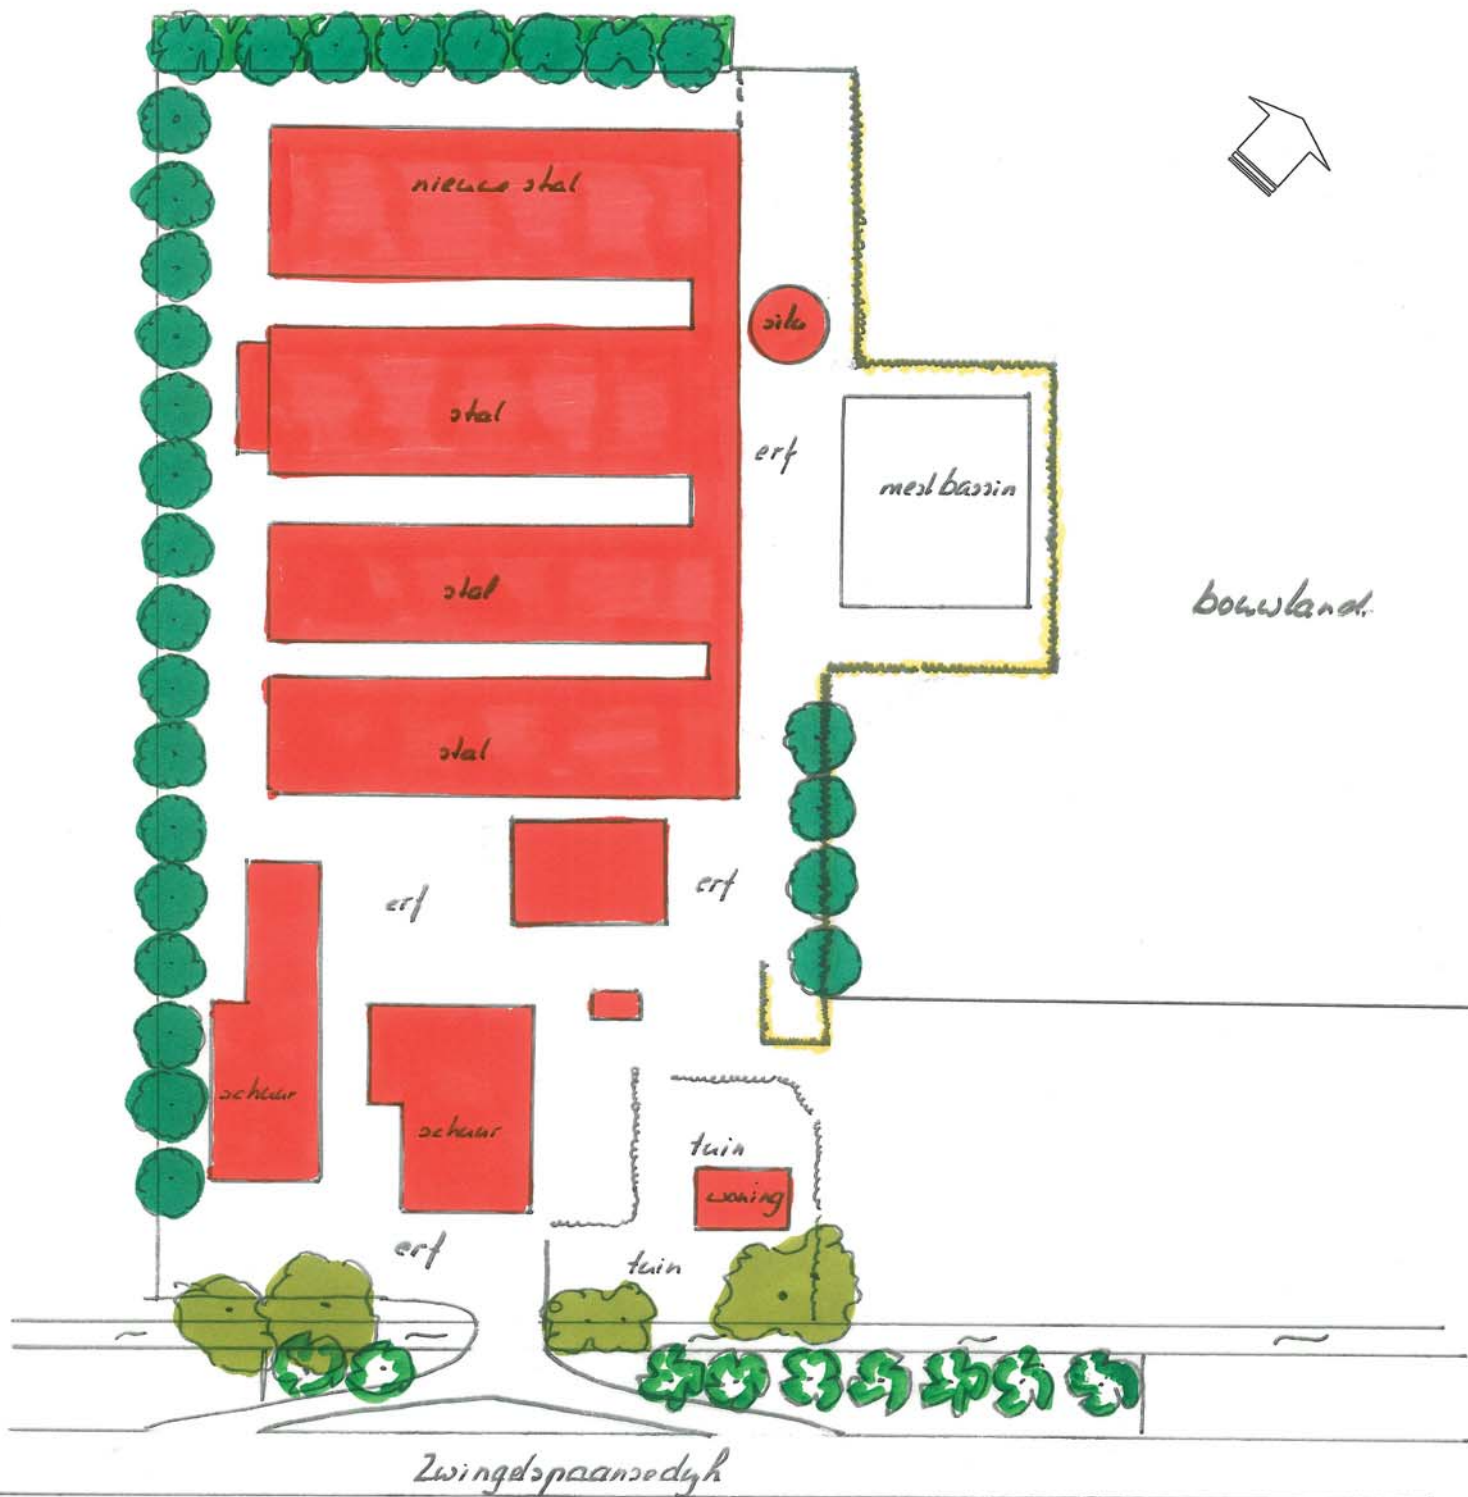 nieuwe stal
silo
stal
erf
mestbassin
stal
bouwland.
stal
erf
erf
schuur
schuur
tuin
woning
erf
tuin
Zwingelspaansedijk